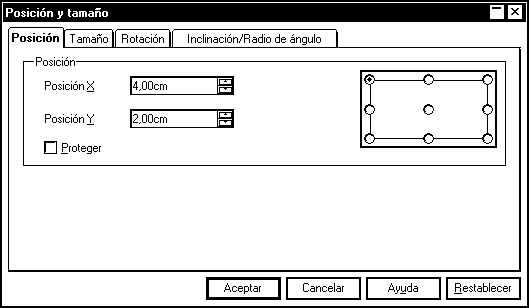 Posición y tamaño
Posición Tamaño Rotación Inclinación/Radio de ángulo
Posición
Posición X 4,00cm
Posición Y 2,00cm
Proteger
Aceptar Cancelar Ayuda Restablecer